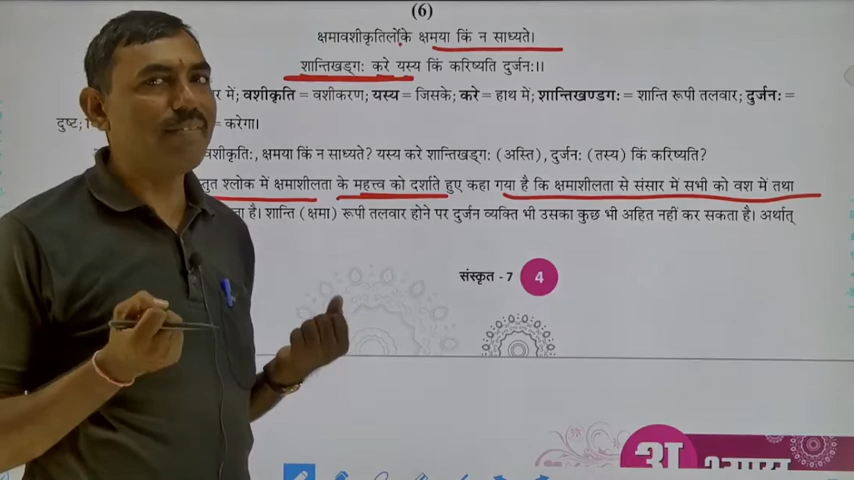 (6)
क्षमावशीकृतिर्लोके क्षमया किं न साध्यते।
शान्तिखड्गः करे यस्य किं करिष्यति दुर्जनः।।
में; वशीकृति = वशीकरण; यस्य = जिसके; करे = हाथ में; शान्तिखण्डगः = शान्ति रूपी तलवार; दुर्जनः =
दुष्ट; = करेगा।
वशीकृतिः, क्षमया किं न साध्यते? यस्य करे शान्तिखड्गः (अस्ति), दुर्जनः (तस्य) किं करिष्यति?
श्लोक में क्षमाशीलता के महत्त्व को दर्शाते हुए कहा गया है कि क्षमाशीलता से संसार में सभी को वश में तथा
है। शान्ति (क्षमा) रूपी तलवार होने पर दुर्जन व्यक्ति भी उसका कुछ भी अहित नहीं कर सकता है। अर्थात्
संस्कृत - 7 4